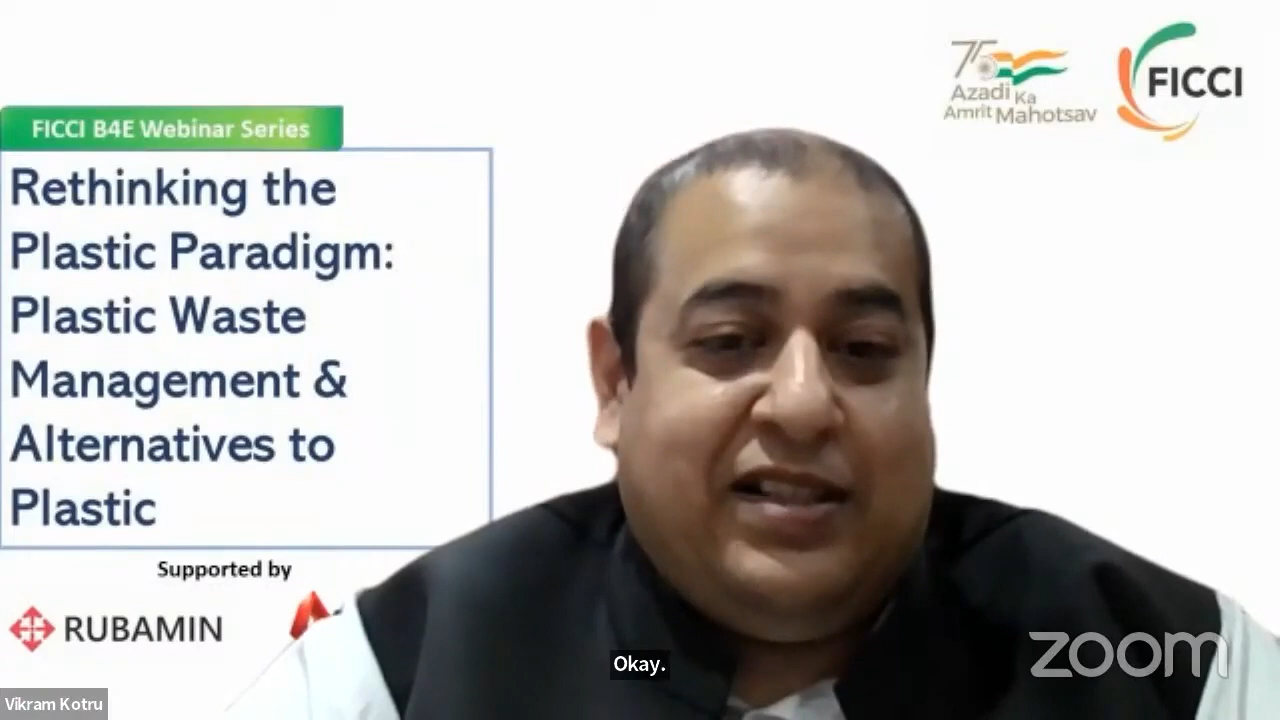 75
Azadi Ka
Amrit Mahotsav
FICCI
FICCI B4E Webinar Series
Rethinking the
Plastic Paradigm:
Plastic Waste
Management &
Alternatives to
Plastic
Supported by
RUBAMIN
Okay.
zoom
Vikram Kotru